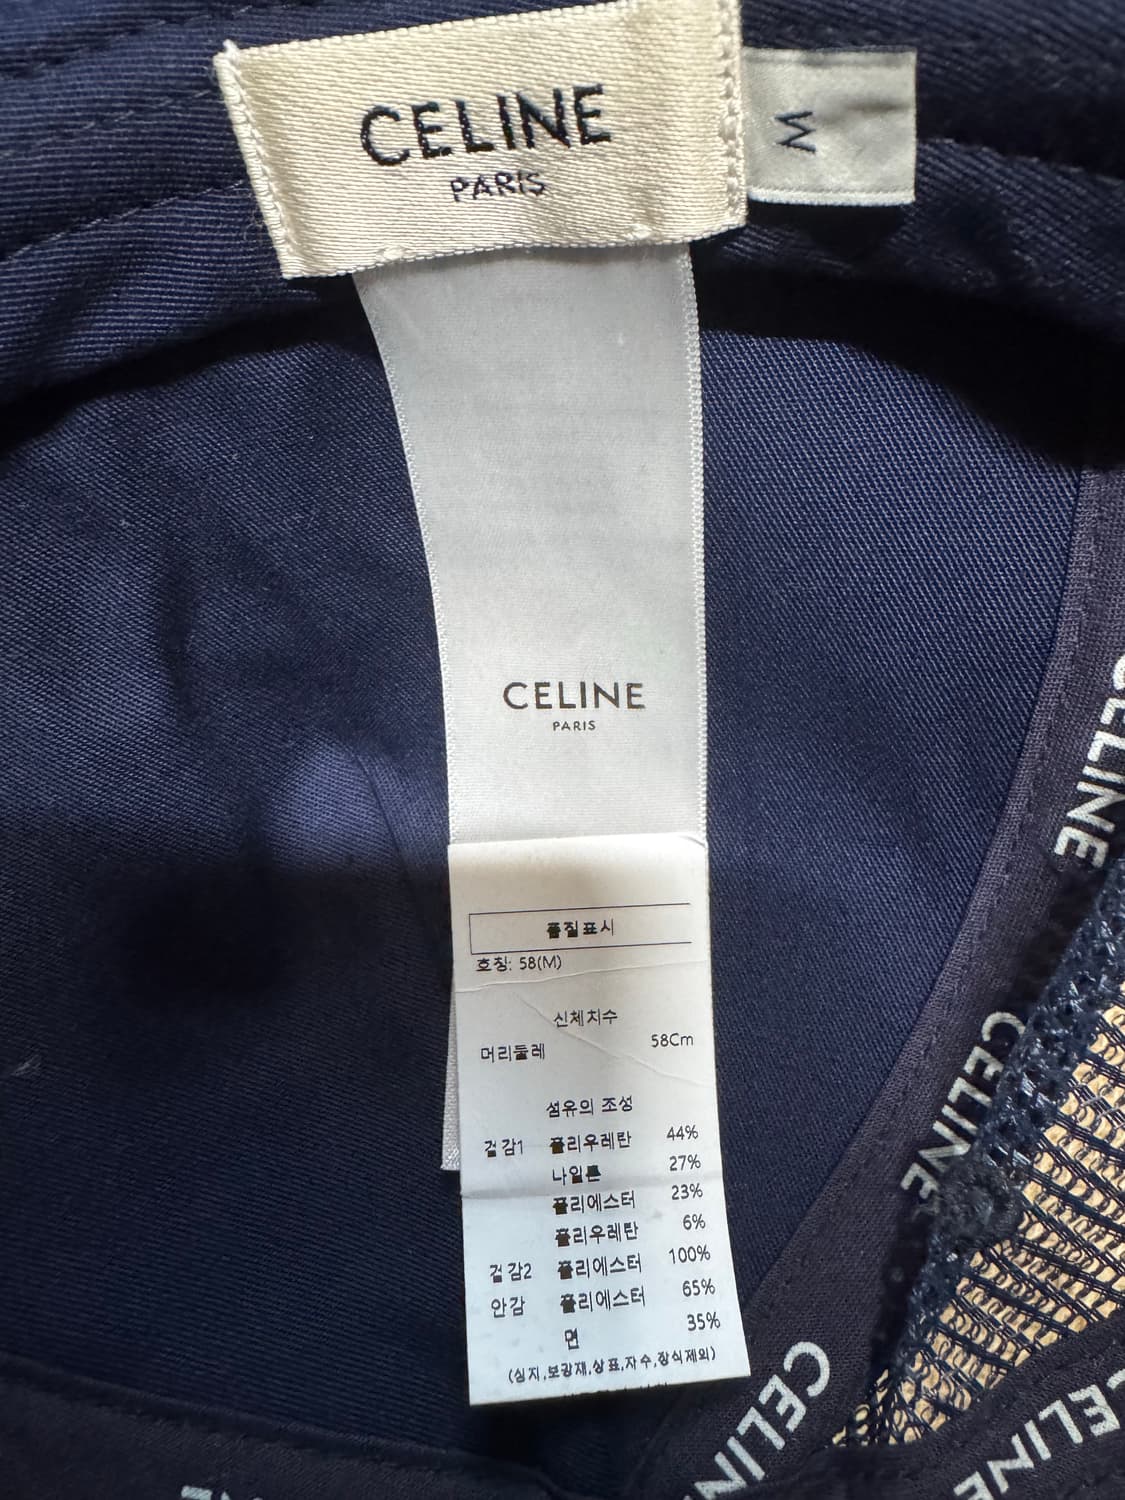 CELINE
PARIS
M
CELINE
PARIS
품질표시
호칭: 58(M)
신체치수
머리둘레 58Cm
섬유의 조성
겉감1 폴리우레탄 44%
나일론 27%
폴리에스터 23%
폴리우레탄 6%
겉감2 폴리에스터 100%
안감 폴리에스터 65%
면 35%
(심지,보강재,상표,자수,장식제외)
CELINE
CELINE
CELINE
CELINE